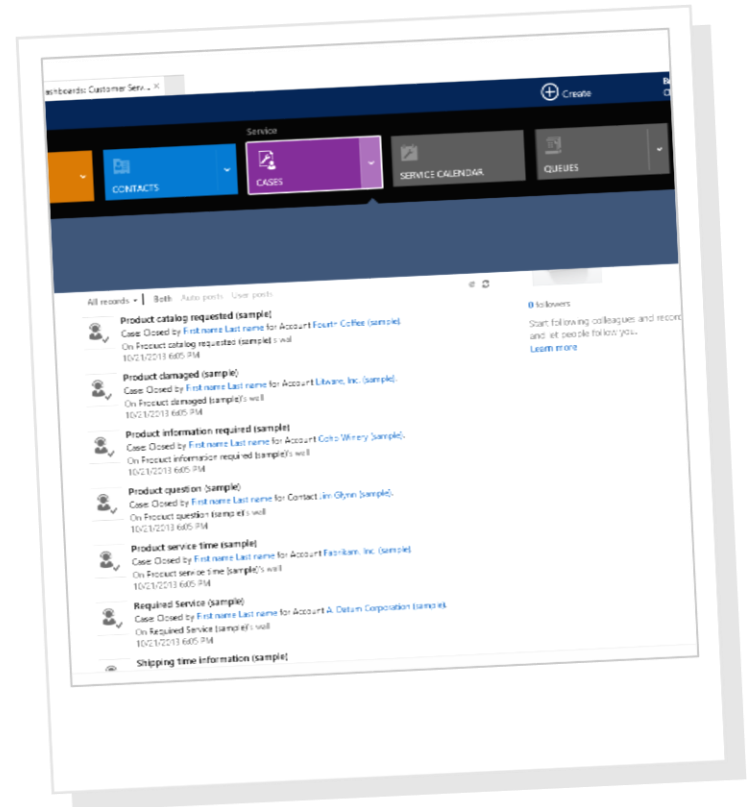 ashboards: Customer Serv... ×
Create
Service
CONTACTS
CASES
SERVICE CALENDAR
QUEUES
All records Both Auto posts User posts
Product catalog requested (sample)
Case: Closed by First name Last name for Account Fourth Coffee (sample).
On Product catalog requested (sample)'s wall
10/21/2013 6:05 PM
Product damaged (sample)
Case: Closed by First name Last name for Account Litware, Inc. (sample).
On Product damaged (sample)'s wall
10/21/2013 6:05 PM
Product information required (sample)
Case: Closed by First name Last name for Account Coho Winery (sample).
On Product information required (sample)'s wall
10/21/2013 6:05 PM
Product question (sample)
Case: Closed by First name Last name for Contact Jim Glynn (sample).
On Product question (sample)'s wall
10/21/2013 6:05 PM
Product service time (sample)
Case: Closed by First name Last name for Account Fabrikam, Inc. (sample).
On Product service time (sample)'s wall
10/21/2013 6:05 PM
Required Service (sample)
Case: Closed by First name Last name for Account A. Datum Corporation (sample).
On Required Service (sample)'s wall
10/21/2013 6:05 PM
Shipping time information (sample)
0 followers
Start following colleagues and record
and let people follow you.
Learn more